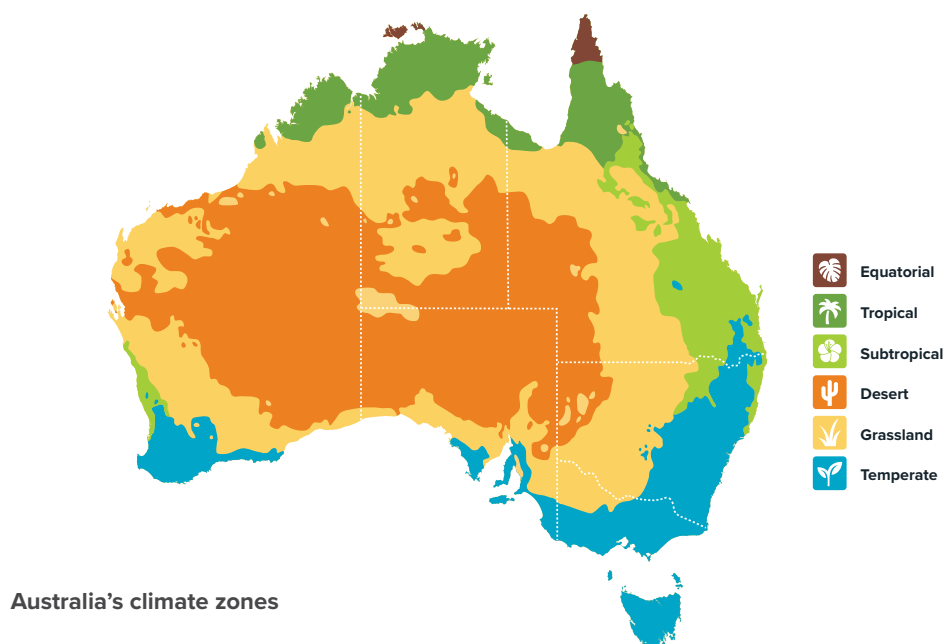 Equatorial
Tropical
Subtropical
Desert
Grassland
Temperate
Australia’s climate zones